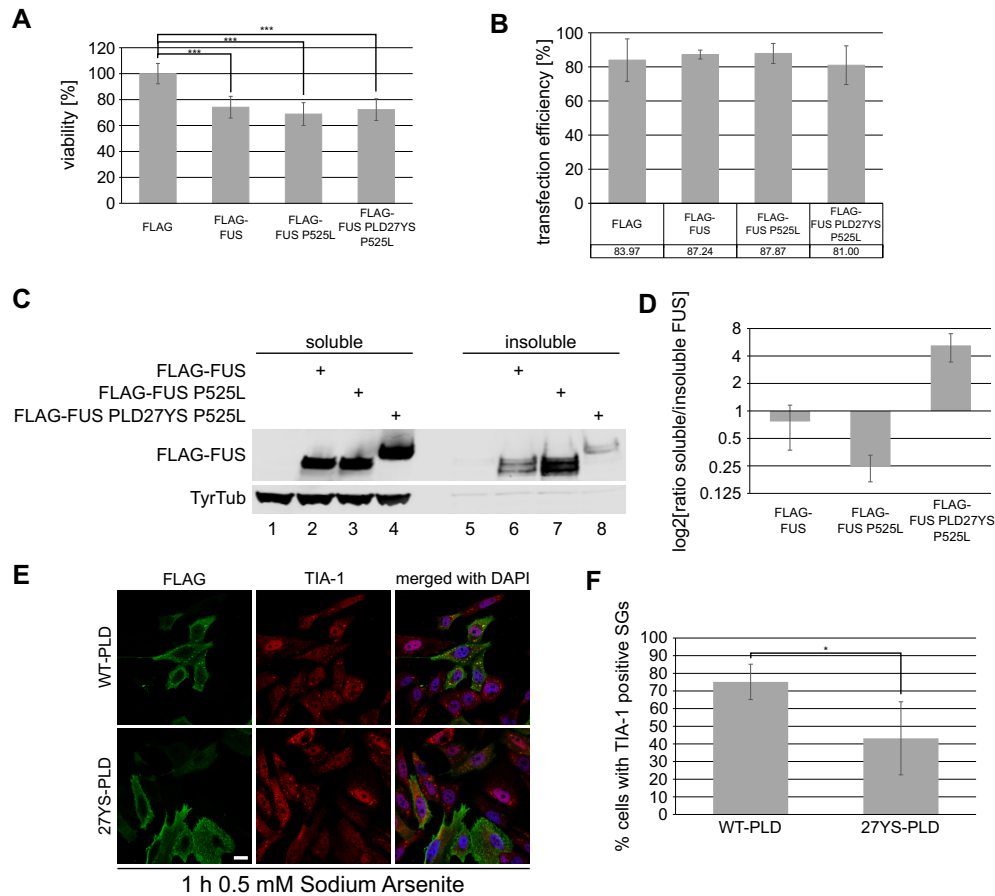 A
viability [%]
120
100
80
60
40
20
0
***
***
***
FLAG
FLAG-
FUS
FLAG-
FUS P525L
FLAG-
FUS PLD27YS
P525L
B
transfection efficiency [%]
100
80
60
40
20
0
FLAG
FLAG-
FUS
FLAG-
FUS P525L
FLAG-
FUS PLD27YS
P525L
83.97 87.24 87.87 81.00
C
soluble insoluble
FLAG-FUS + +
FLAG-FUS P525L + +
FLAG-FUS PLD27YS P525L + +
FLAG-FUS
TyrTub
1 2 3 4 5 6 7 8
D
log2[ratio soluble/insoluble FUS]
8
4
2
1
0.5
0.25
0.125
FLAG-
FUS
FLAG-
FUS P525L
FLAG-
FUS PLD27YS
P525L
E
FLAG TIA-1 merged with DAPI
WT-PLD
27YS-PLD
1 h 0.5 mM Sodium Arsenite
F
% cells with TIA-1 positive SGs
100
90
80
70
60
50
40
30
20
10
0
*
WT-PLD 27YS-PLD